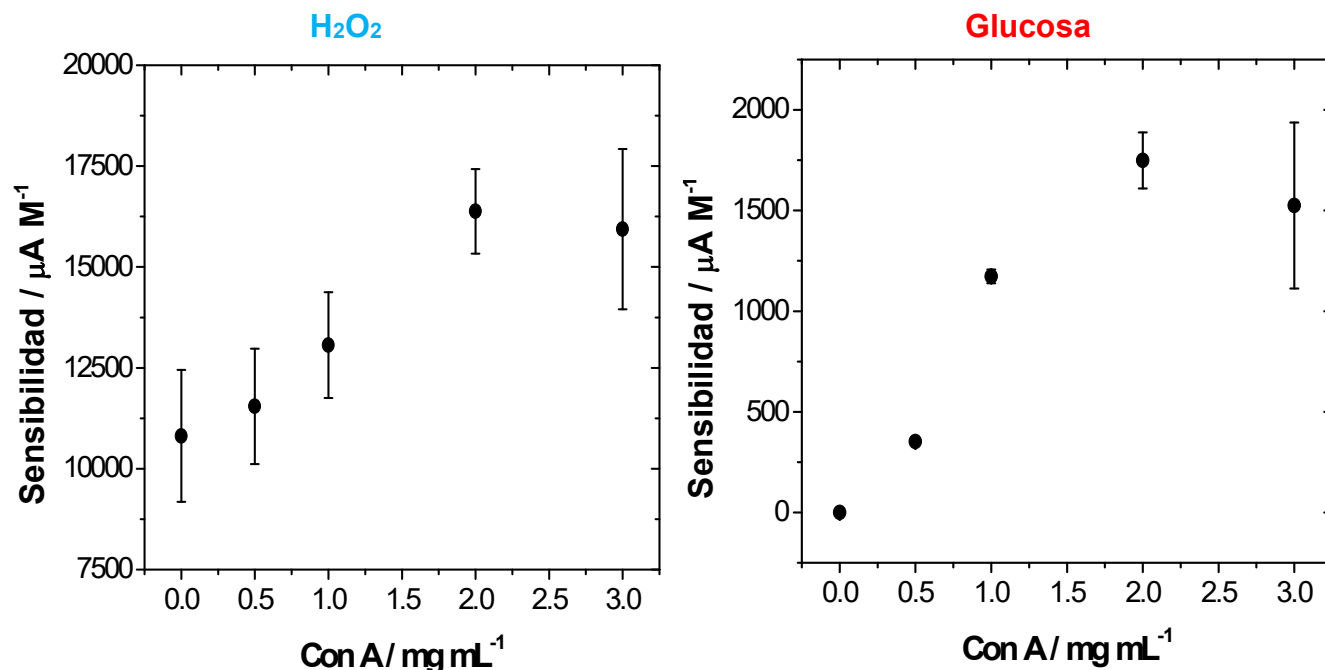 H₂O₂
Sensibilidad / μA M⁻¹
20000
17500
15000
12500
10000
7500
0.0 0.5 1.0 1.5 2.0 2.5 3.0
Con A / mg mL⁻¹
Glucosa
Sensibilidad / μA M⁻¹
2000
1500
1000
500
0
0.0 0.5 1.0 1.5 2.0 2.5 3.0
Con A / mg mL⁻¹